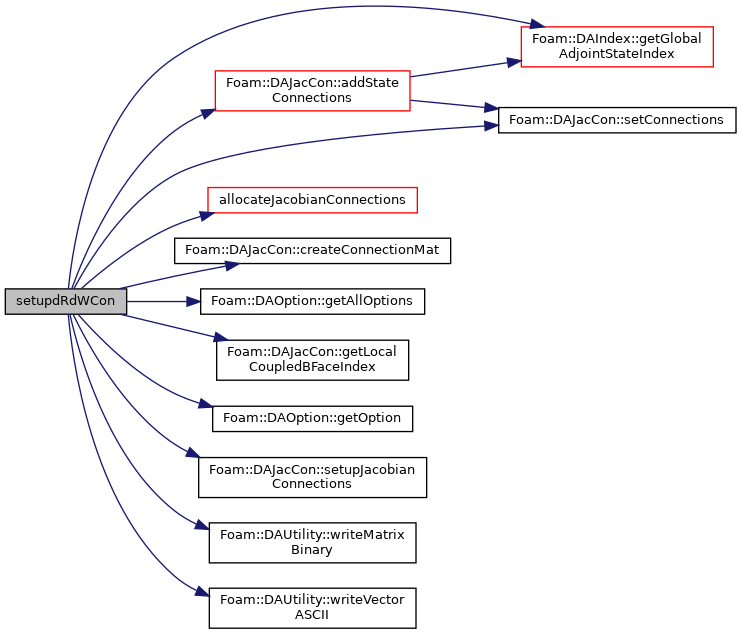 setupdRdWCon
Foam::DAIndex::getGlobal
AdjointStateIndex
Foam::DAJacCon::addState
Connections
Foam::DAJacCon::setConnections
allocateJacobianConnections
Foam::DAJacCon::createConnectionMat
Foam::DAOption::getAllOptions
Foam::DAJacCon::getLocal
CoupledBFaceIndex
Foam::DAOption::getOption
Foam::DAJacCon::setupJacobian
Connections
Foam::DAUtility::writeMatrix
Binary
Foam::DAUtility::writeVector
ASCII